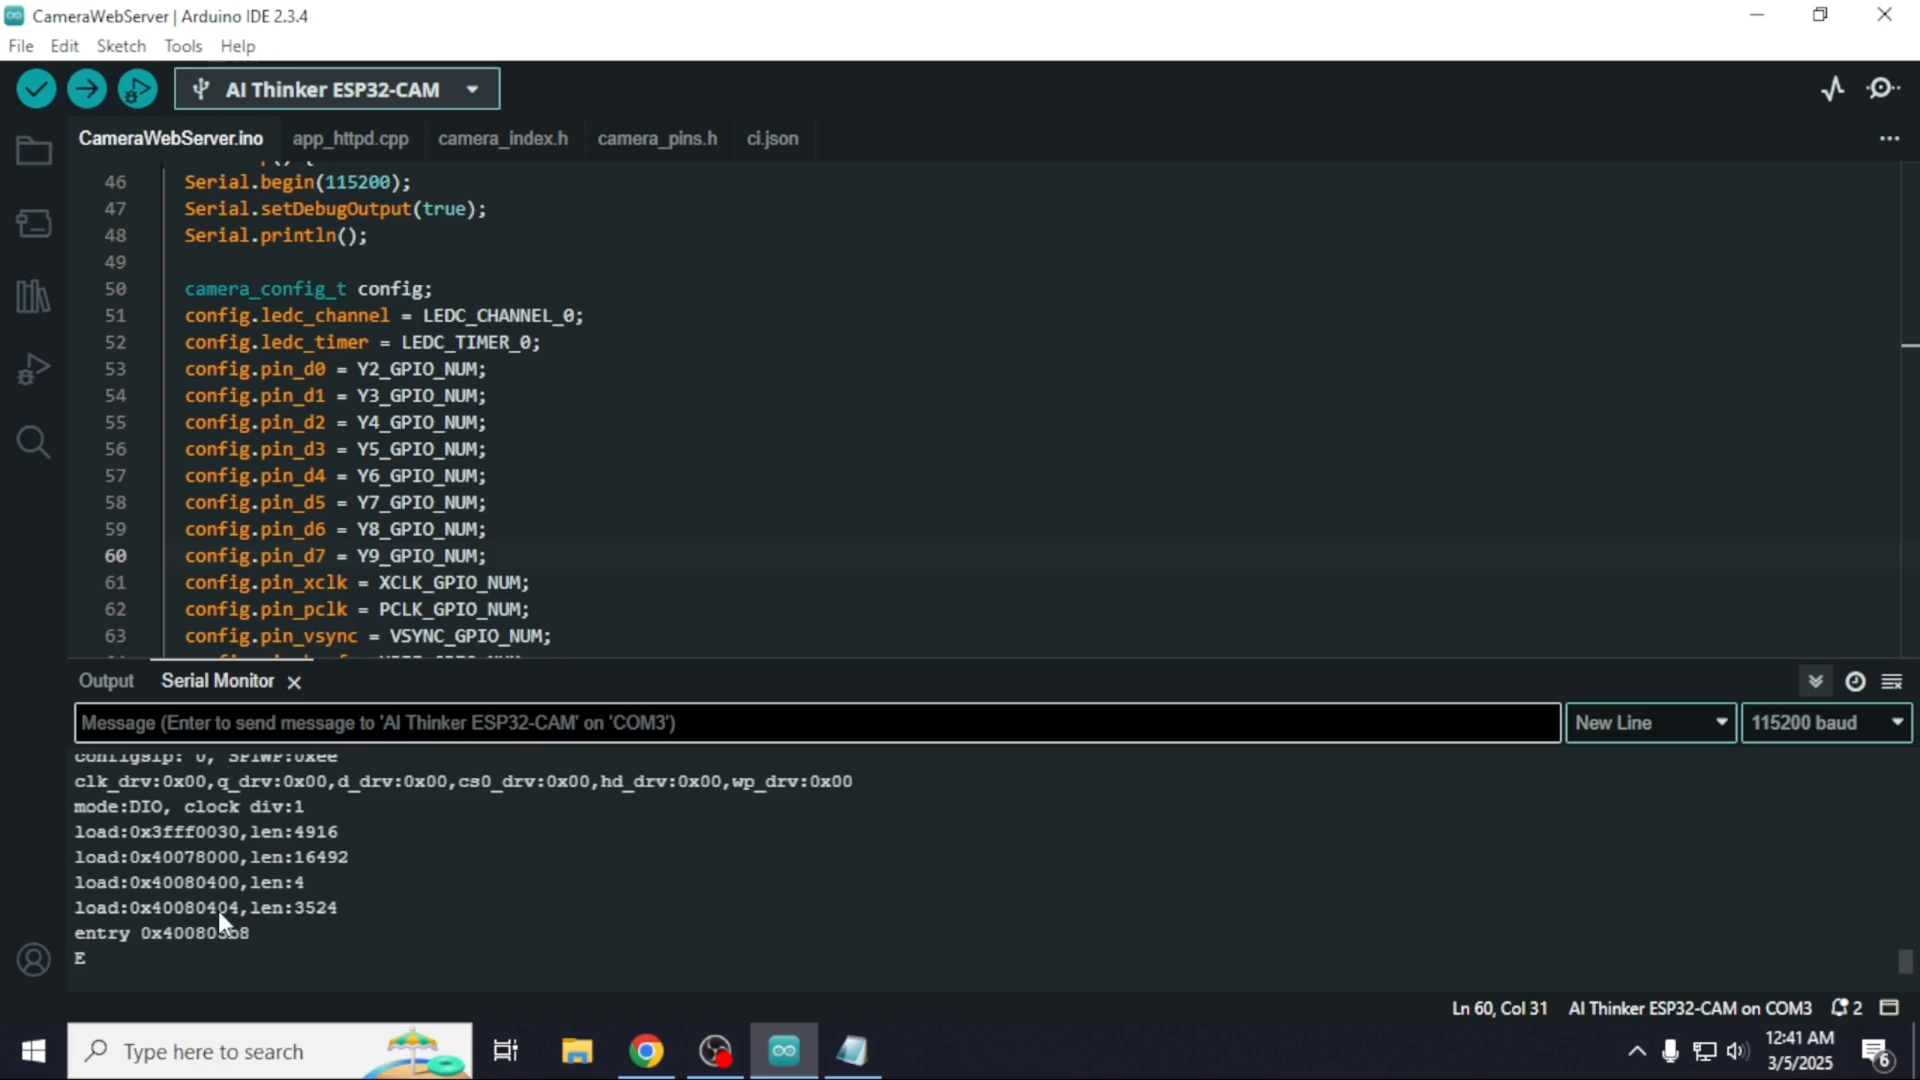 CameraWebServer | Arduino IDE 2.3.4
File Edit Sketch Tools Help
AI Thinker ESP32-CAM
CameraWebServer.ino app_httpd.cpp camera_index.h camera_pins.h ci.json ...
46 Serial.begin(115200);
47 Serial.setDebugOutput(true);
48 Serial.println();
49
50 camera_config_t config;
51 config.ledc_channel = LEDC_CHANNEL_0;
52 config.ledc_timer = LEDC_TIMER_0;
53 config.pin_d0 = Y2_GPIO_NUM;
54 config.pin_d1 = Y3_GPIO_NUM;
55 config.pin_d2 = Y4_GPIO_NUM;
56 config.pin_d3 = Y5_GPIO_NUM;
57 config.pin_d4 = Y6_GPIO_NUM;
58 config.pin_d5 = Y7_GPIO_NUM;
59 config.pin_d6 = Y8_GPIO_NUM;
60 config.pin_d7 = Y9_GPIO_NUM;
61 config.pin_xclk = XCLK_GPIO_NUM;
62 config.pin_pclk = PCLK_GPIO_NUM;
63 config.pin_vsync = VSYNC_GPIO_NUM;
Output Serial Monitor
Message (Enter to send message to 'AI Thinker ESP32-CAM' on 'COM3') New Line 115200 baud
configsip: 0, SPIWP:0xee
clk_drv:0x00,q_drv:0x00,d_drv:0x00,cs0_drv:0x00,hd_drv:0x00,wp_drv:0x00
mode:DIO, clock div:1
load:0x3fff0030,len:4916
load:0x40078000,len:16492
load:0x40080400,len:4
load:0x40080404,len:3524
entry
E
Ln 60, Col 31 AI Thinker ESP32-CAM on COM3 2
Type here to search
12:41 AM
3/5/2025
6